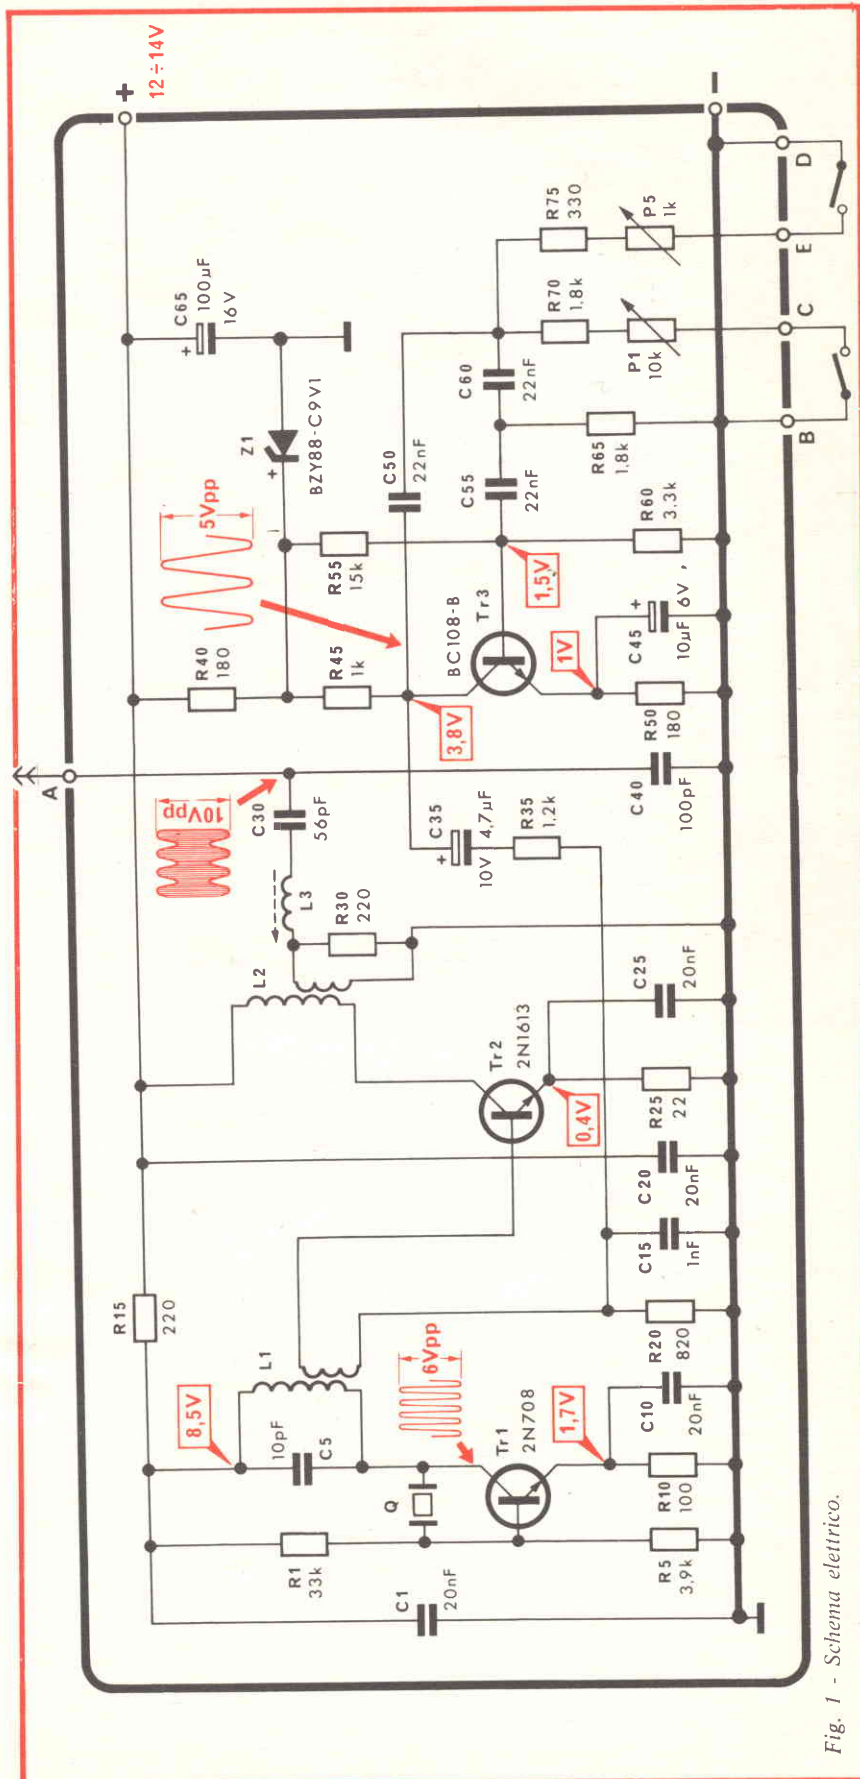 +
12÷14V
C65
100µF
16V
+
Z1
BZY88-C9V1
+
5Vpp
R40
180
R45
1k
R55
15k
C50
22nF
C60
22nF
C55
22nF
R75
330
P5
1k
R70
1.8k
P1
10k
R65
1.8k
R60
3.3k
1,5V
BC108-B
Tr3
1V
3,8V
C45
+
10µF 6V
R50
180
-
D
E
C
B
A
10Vpp
C30
56pF
C40
100pF
C35
+
4,7µF
10V
R35
1.2k
L3
R30
220
L2
Tr2
2N1613
0,4V
C25
20nF
R25
22
C20
20nF
C15
1nF
R20
820
R15
220
L1
8,5V
10pF
C5
6Vpp
Q
Tr1
2N708
1,7V
C10
20nF
R10
100
R1
33k
R5
3,9k
C1
20nF
Fig. 1 - Schema elettrico.